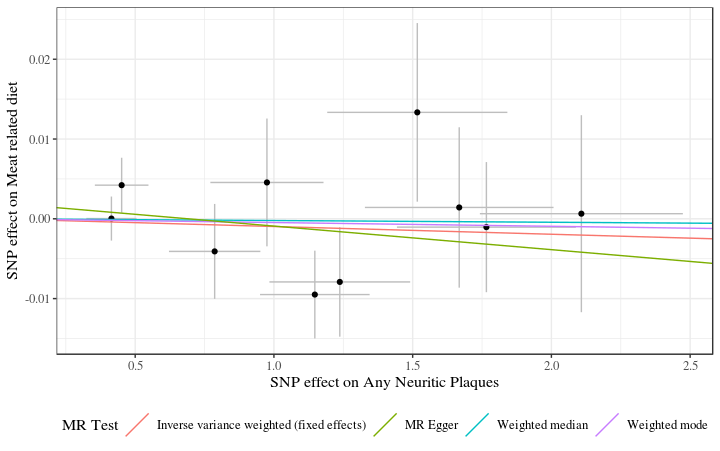 SNP effect on Meat related diet
0.02
0.01
0.00
-0.01
0.5 1.0 1.5 2.0 2.5
SNP effect on Any Neuritic Plaques
MR Test Inverse variance weighted (fixed effects) MR Egger Weighted median Weighted mode